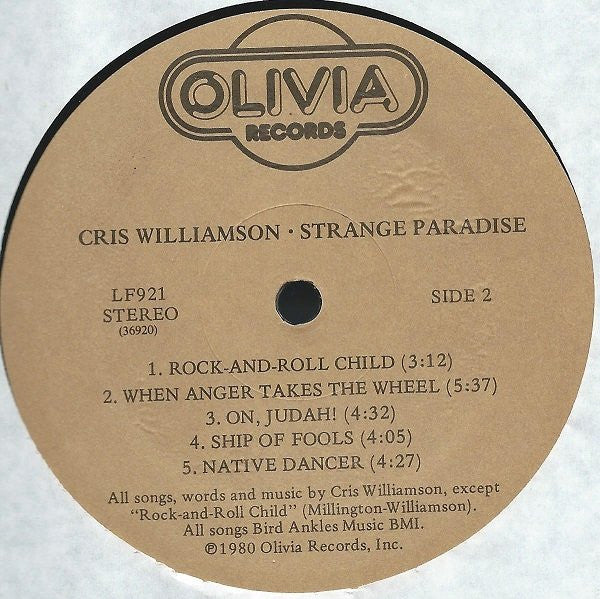 OLIVIA
RECORDS
CRIS WILLIAMSON · STRANGE PARADISE
LF921
STEREO
(36920)
SIDE 2
1. ROCK-AND-ROLL CHILD (3:12)
2. WHEN ANGER TAKES THE WHEEL (5:37)
3. ON, JUDAH! (4:32)
4. SHIP OF FOOLS (4:05)
5. NATIVE DANCER (4:27)
All songs, words and music by Cris Williamson, except
“Rock-and-Roll Child” (Millington-Williamson).
All songs Bird Ankles Music BMI.
℗1980 Olivia Records, Inc.